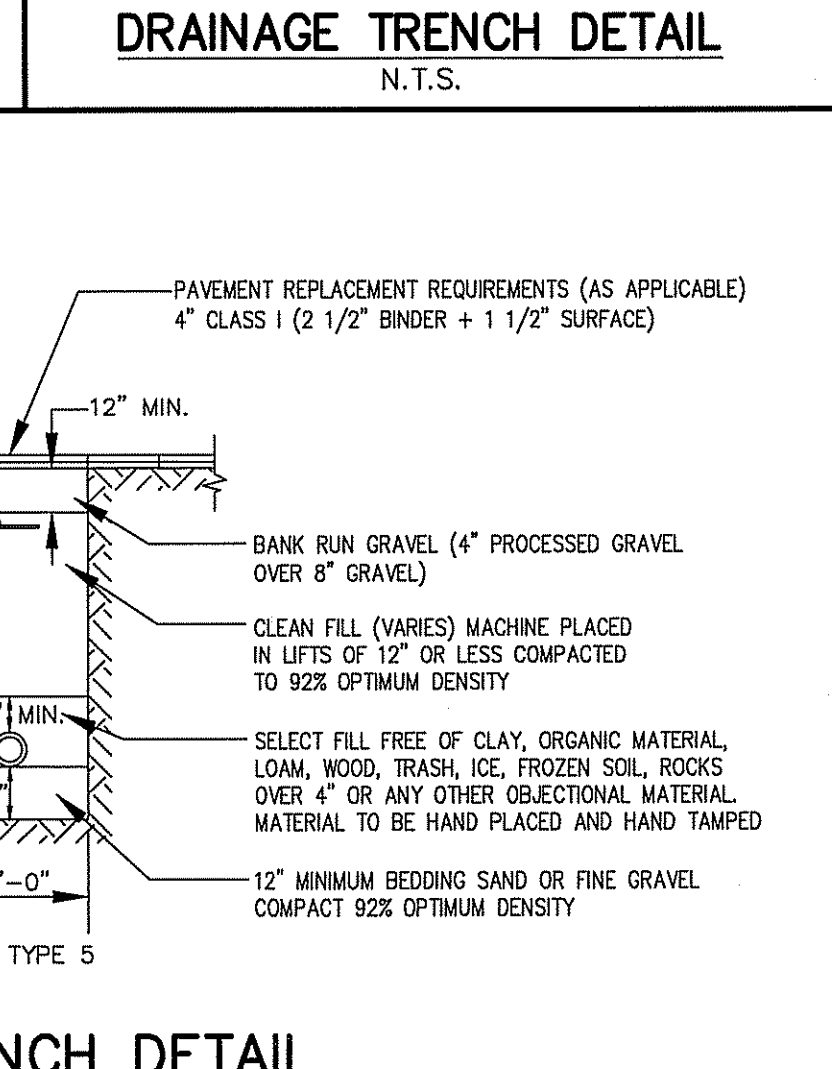 DRAINAGE TRENCH DETAIL
N.T.S.
PAVEMENT REPLACEMENT REQUIREMENTS (AS APPLICABLE)
4" CLASS I (2 1/2" BINDER + 1 1/2" SURFACE)
12" MIN.
BANK RUN GRAVEL (4" PROCESSED GRAVEL
OVER 8" GRAVEL)
CLEAN FILL (VARIES) MACHINE PLACED
IN LIFTS OF 12" OR LESS COMPACTED
TO 92% OPTIMUM DENSITY
MIN.
SELECT FILL FREE OF CLAY, ORGANIC MATERIAL,
LOAM, WOOD, TRASH, ICE, FROZEN SOIL, ROCKS
OVER 4" OR ANY OTHER OBJECTIONAL MATERIAL.
MATERIAL TO BE HAND PLACED AND HAND TAMPED
12" MINIMUM BEDDING SAND OR FINE GRAVEL
COMPACT 92% OPTIMUM DENSITY
"-0"
TYPE 5
NCH DETAIL